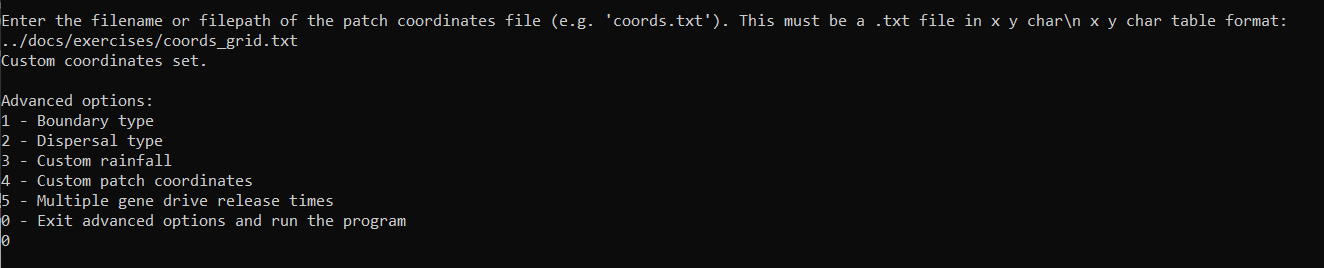 Enter the filename or filepath of the patch coordinates file (e.g. 'coords.txt'). This must be a .txt file in x y char\n x y char table format:
../docs/exercises/coords_grid.txt
Custom coordinates set.

Advanced options:
1 - Boundary type
2 - Dispersal type
3 - Custom rainfall
4 - Custom patch coordinates
5 - Multiple gene drive release times
0 - Exit advanced options and run the program
0